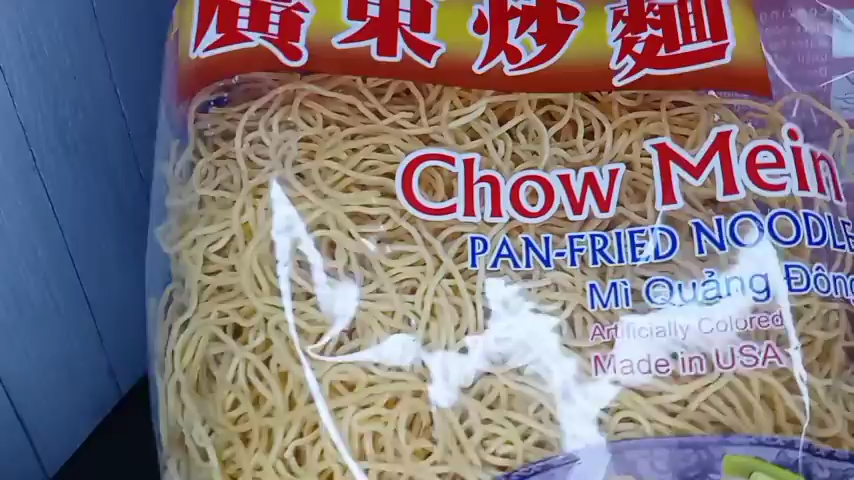 廣東炒麵
Chow Mein
PAN-FRIED NOODLE
Mì Quảng Đông
Artificially Colored
Made in USA